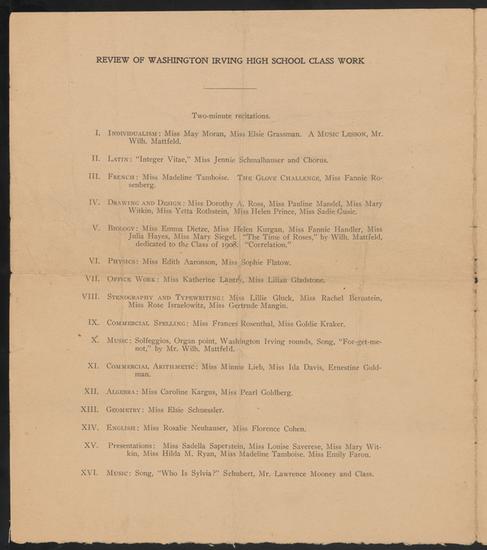 REVIEW OF WASHINGTON IRVING HIGH SCHOOL CLASS WORK
Two-minute recitations.
I. INDIVIDUALISM: Miss May Moran, Miss Elsie Grassman. A MUSIC LESSON, Mr.
Wilh. Mattfeld.
II. LATIN: "Integer Vitae," Miss Jennie Schmalhauser and Chorus.
III. FRENCH: Miss Madeline Tamboise. THE GLOVE CHALLENGE, Miss Fannie Ro-
senberg.
IV. DRAWING AND DESIGN: Miss Dorothy A. Ross, Miss Pauline Mandel, Miss Mary
Witkin, Miss Yetta Rothstein, Miss Helen Prince, Miss Sadie Gusic.
V. BIOLOGY: Miss Emma Dietze, Miss Helen Kurgan, Miss Fannie Handler, Miss
Julia Hayes, Miss Mary Siegel. "The Time of Roses," by Wilh. Mattfeld,
dedicated to the Class of 1908. "Correlation."
VI. PHYSICS: Miss Edith Aaronson, Miss Sophie Flatow.
VII. OFFICE WORK: Miss Katherine Lantry, Miss Lilian Gladstone.
VIII. STENOGRAPHY AND TYPEWRITING: Miss Lillie Gluck, Miss Rachel Bernstein,
Miss Rose Israelowitz, Miss Gertrude Mangin.
IX. COMMERCIAL SPELLING: Miss Frances Rosenthal, Miss Goldie Kraker.
X. MUSIC: Solfeggios, Organ point, Washington Irving rounds, Song, "For-get-me-
not," by Mr. Wilh. Mattfeld.
XI. COMMERCIAL ARITHMETIC: Miss Minnie Lieb, Miss Ida Davis, Ernestine Gold-
man.
XII. ALGEBRA: Miss Caroline Kargus, Miss Pearl Goldberg.
XIII. GEOMETRY: Miss Elsie Schuessler.
XIV. ENGLISH: Miss Rosalie Neuhauser, Miss Florence Cohen.
XV. Presentations: Miss Sadella Saperstein, Miss Louise Saverese, Miss Mary Wit-
kin, Miss Hilda M. Ryan, Miss Madeline Tamboise. Miss Emily Faron.
XVI. MUSIC: Song, "Who Is Sylvia?" Schubert, Mr. Lawrence Mooney and Class.